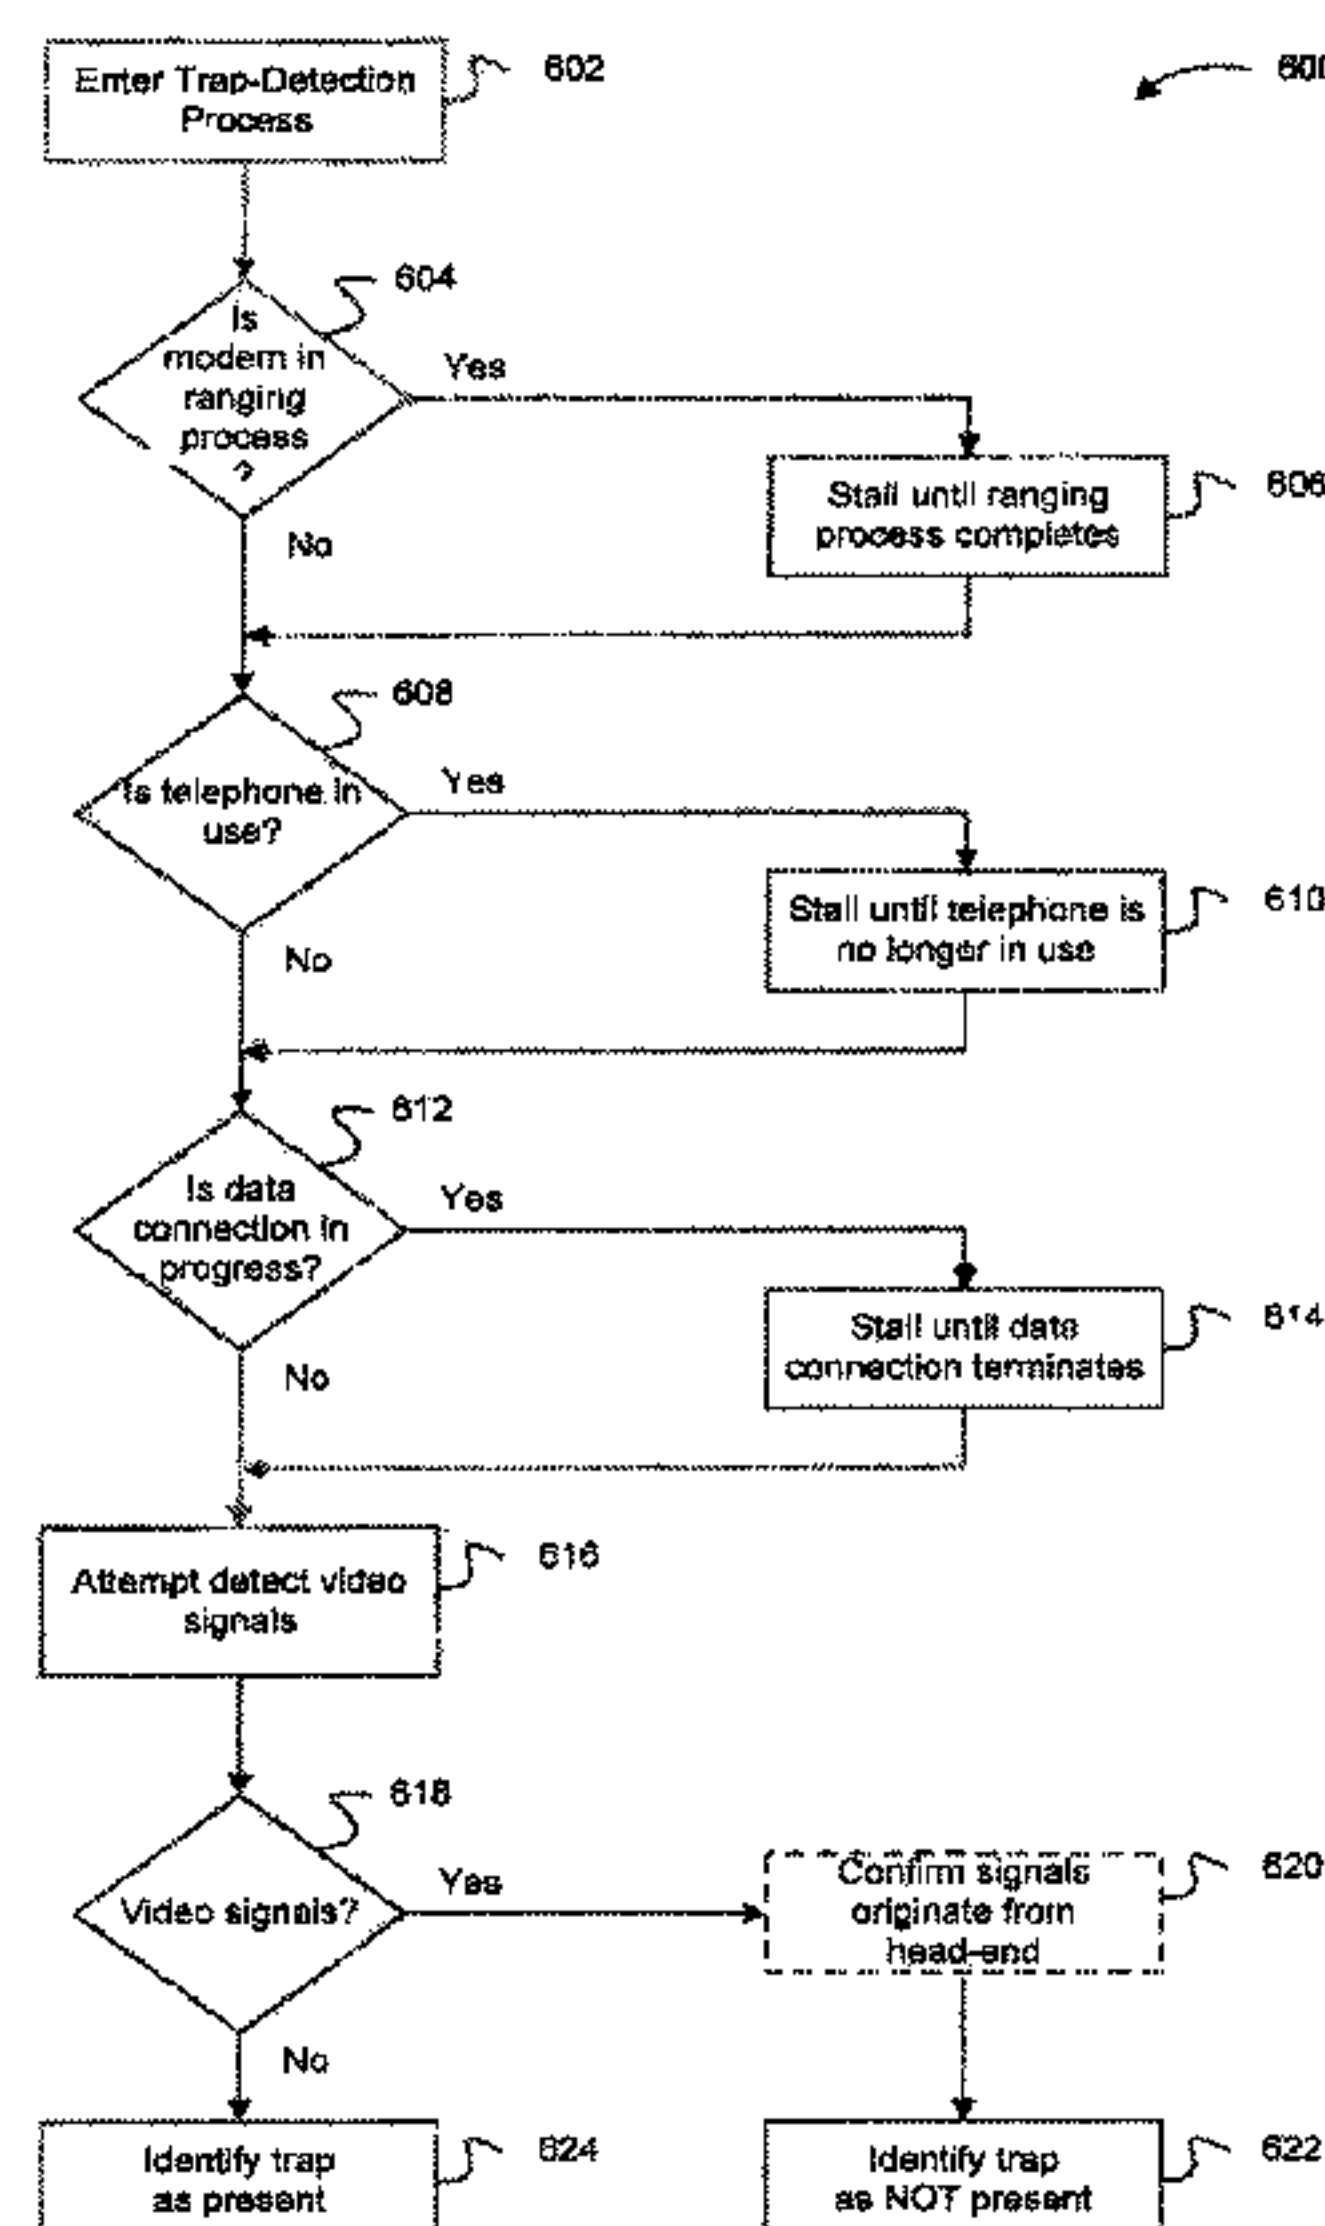 Enter Trap-Detection
Process
602
600
604
Is
modem in
ranging
process
?
Yes
Stall until ranging
process completes
606
No
608
Is telephone in
use?
Yes
Stall until telephone is
no longer in use
610
No
612
Is data
connection in
progress?
Yes
Stall until data
connection terminates
614
No
Attempt detect video
signals
616
618
Video signals?
Yes
Confirm signals
originate from
head-end
620
No
Identify trap
as present
624
Identify trap
as NOT present
622